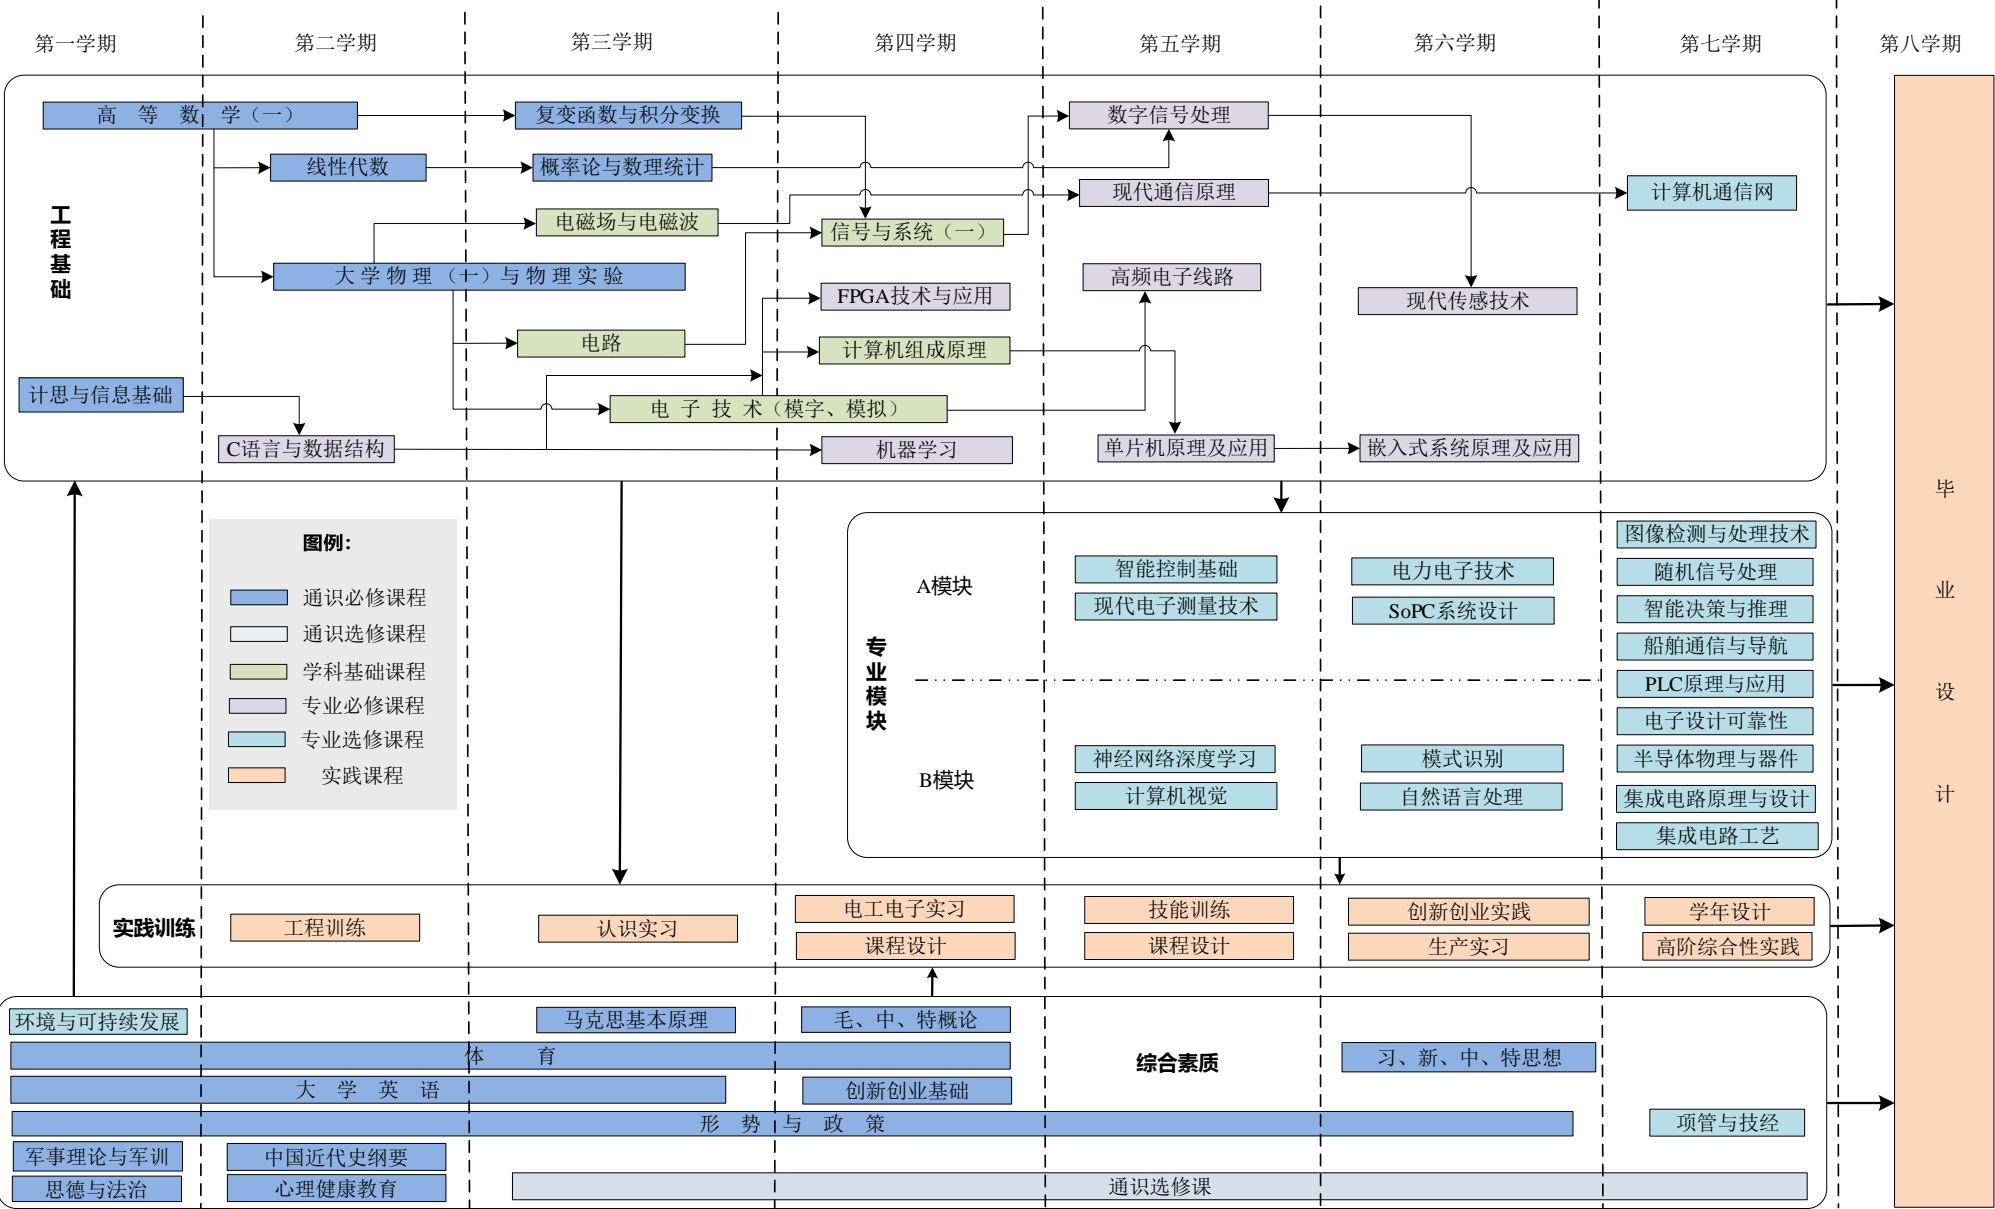 第一学期
第二学期
第三学期
第四学期
第五学期
第六学期
第七学期
第八学期
工程基础
高 等 数 学（一）
复变函数与积分变换
数字信号处理
线性代数
概率论与数理统计
现代通信原理
计算机通信网
电磁场与电磁波
信号与系统（一）
大 学 物 理 （一）与 物 理 实 验
高频电子线路
FPGA技术与应用
现代传感技术
电路
计算机组成原理
计思与信息基础
电 子 技 术（模字、模拟）
C语言与数据结构
机器学习
单片机原理及应用
嵌入式系统原理及应用
图例：
通识必修课程
通识选修课程
学科基础课程
专业必修课程
专业选修课程
实践课程
专业模块
A模块
智能控制基础
现代电子测量技术
电力电子技术
SoPC系统设计
B模块
神经网络深度学习
计算机视觉
模式识别
自然语言处理
图像检测与处理技术
随机信号处理
智能决策与推理
船舶通信与导航
PLC原理与应用
电子设计可靠性
半导体物理与器件
集成电路原理与设计
集成电路工艺
实践训练
工程训练
认识实习
电工电子实习
课程设计
技能训练
课程设计
创新创业实践
生产实习
学年设计
高阶综合性实践
综合素质
环境与可持续发展
马克思基本原理
毛、中、特概论
体 育
习、新、中、特思想
大 学 英 语
创新创业基础
形 势 与 政 策
项管与技经
军事理论与军训
中国近代史纲要
思德与法治
心理健康教育
通识选修课
毕业设计